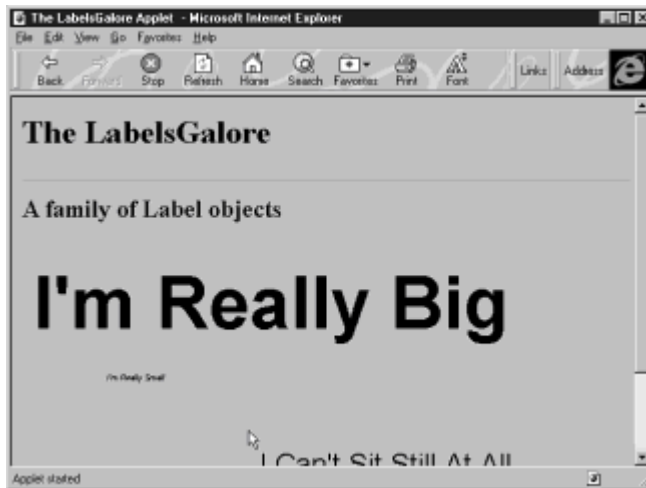 The LabelsGalore Applet - Microsoft Internet Explorer
File Edit View Go Favorites Help
Back Forward Stop Refresh Home Search Favorites Print Font Links Address
The LabelsGalore
A family of Label objects
I'm Really Big
I'm Really Small
I Can't Sit Still At All
Applet started